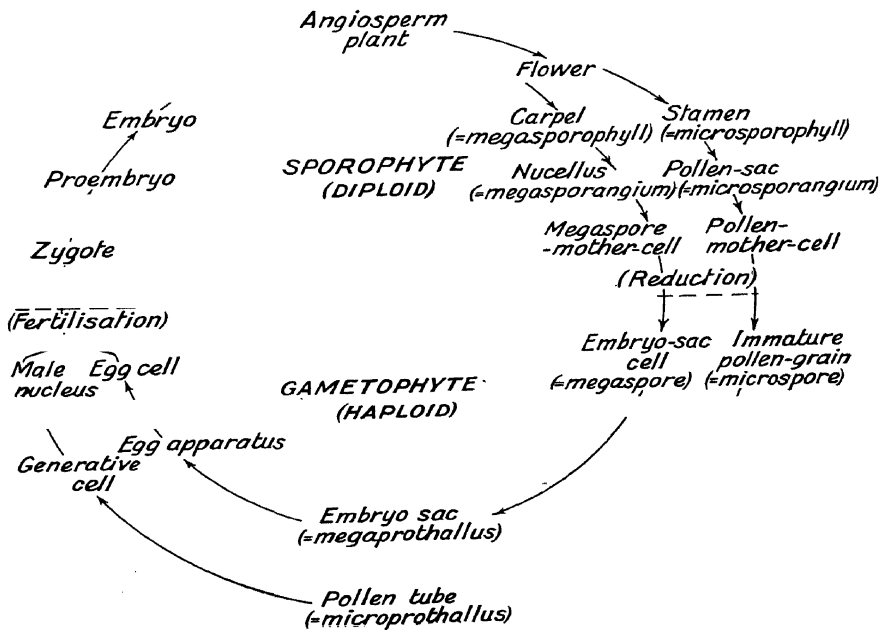 Angiosperm
plant
Flower
Carpel
(=megasporophyll)
Stamen
(=microsporophyll)
Embryo
Proembryo
SPOROPHYTE
(DIPLOID)
Nucellus
(=megasporangium)
Pollen-sac
(=microsporangium)
Megaspore
-mother-cell
Pollen-
mother-cell
Zygote
(Reduction)
(Fertilisation)
Embryo-sac
cell
(=megaspore)
Immature
pollen-grain
(=microspore)
Male
nucleus
Egg cell
GAMETOPHYTE
(HAPLOID)
Egg apparatus
Generative
cell
Embryo sac
(=megaprothallus)
Pollen tube
(=microprothallus)